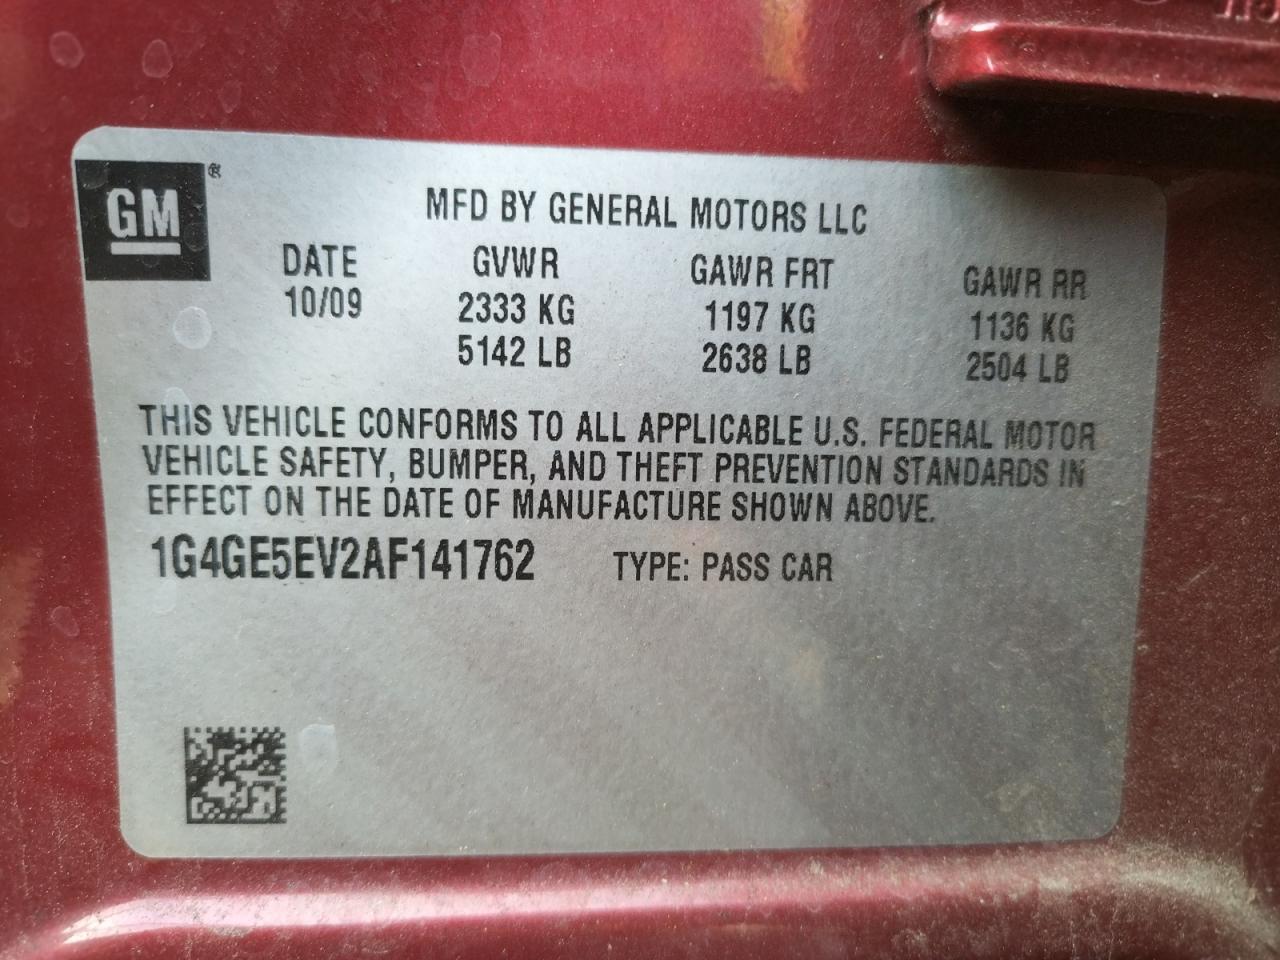 GM®
MFD BY GENERAL MOTORS LLC
DATE GVWR GAWR FRT GAWR RR
10/09 2333 KG 1197 KG 1136 KG
5142 LB 2638 LB 2504 LB
THIS VEHICLE CONFORMS TO ALL APPLICABLE U.S. FEDERAL MOTOR
VEHICLE SAFETY, BUMPER, AND THEFT PREVENTION STANDARDS IN
EFFECT ON THE DATE OF MANUFACTURE SHOWN ABOVE.
1G4GE5EV2AF141762 TYPE: PASS CAR